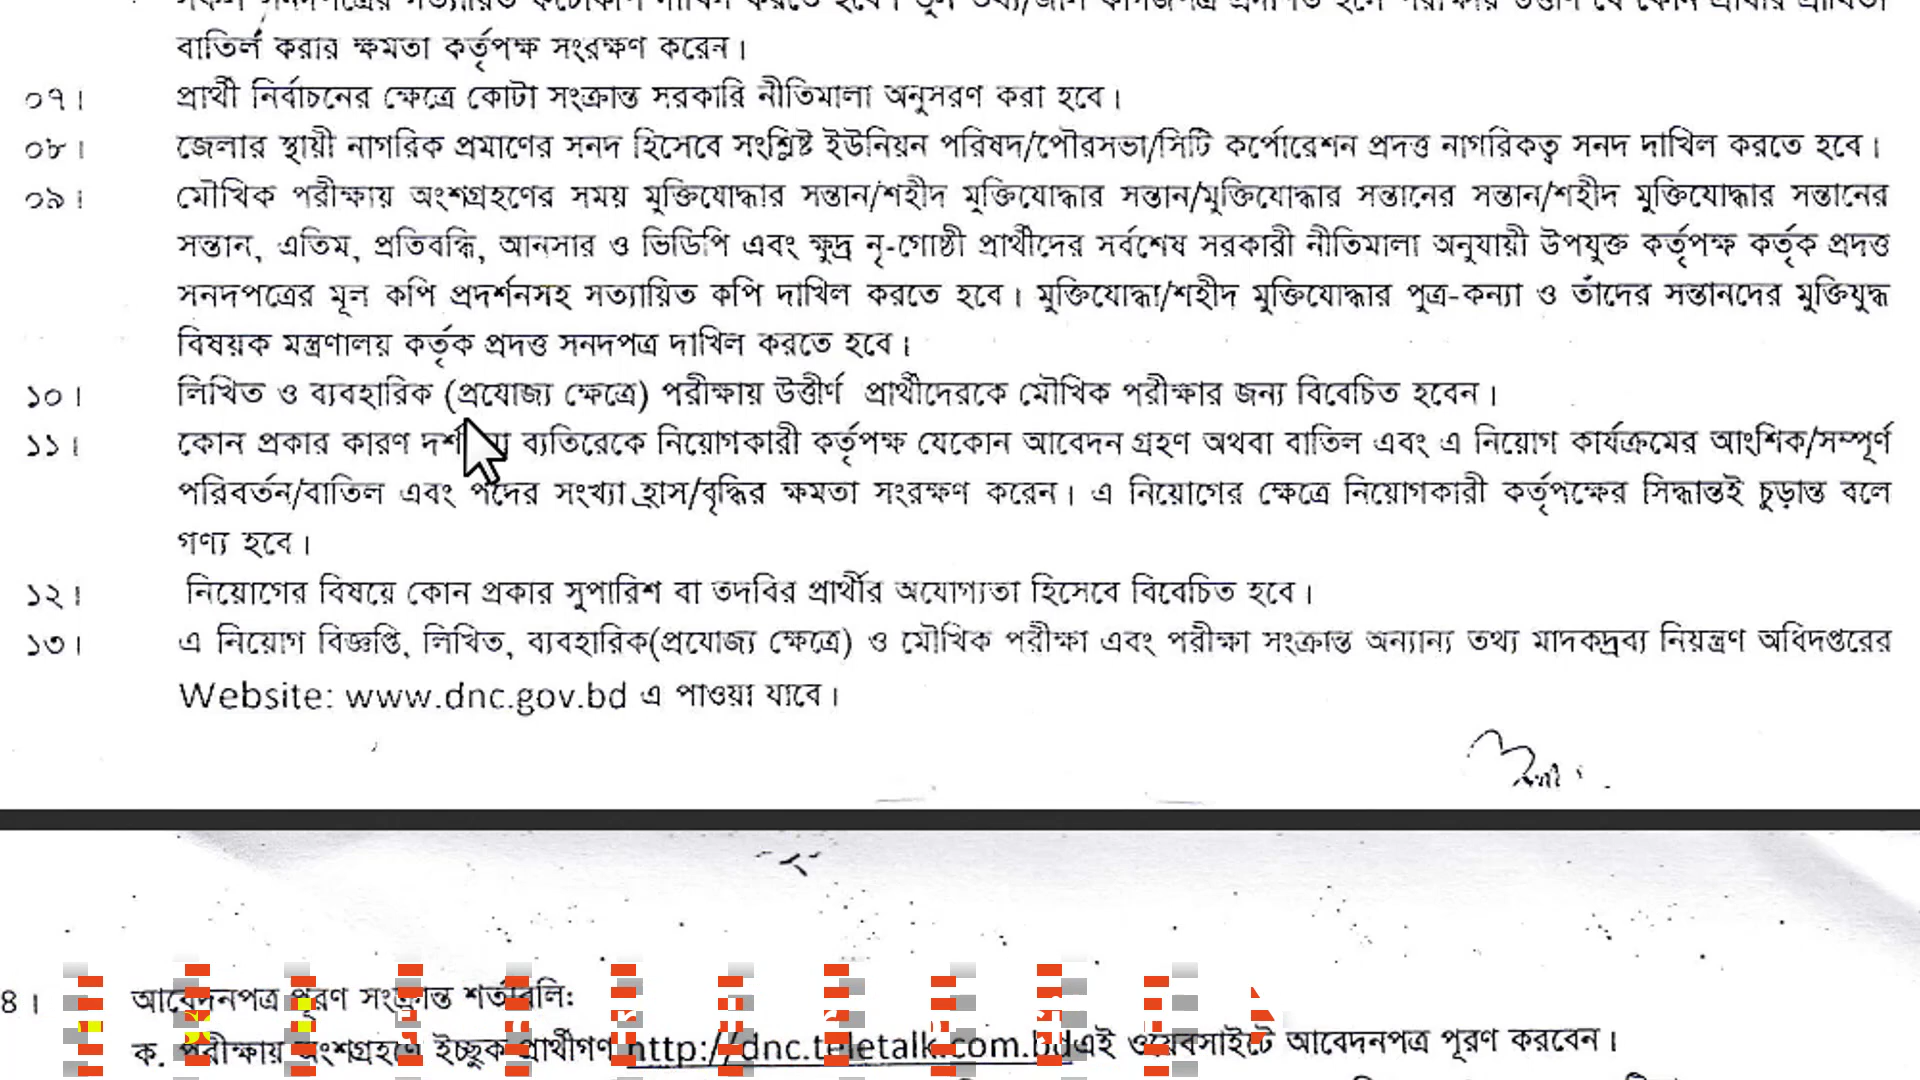 বাতিল করার ক্ষমতা কর্তৃপক্ষ সংরক্ষণ করেন।
০৭। প্রার্থী নির্বাচনের ক্ষেত্রে কোটা সংক্রান্ত সরকারি নীতিমালা অনুসরণ করা হবে।
০৮। জেলার স্থায়ী নাগরিক প্রমাণের সনদ হিসেবে সংশ্লিষ্ট ইউনিয়ন পরিষদ/পৌরসভা/সিটি কর্পোরেশন প্রদত্ত নাগরিকত্ব সনদ দাখিল করতে হবে।
০৯। মৌখিক পরীক্ষায় অংশগ্রহণের সময় মুক্তিযোদ্ধার সন্তান/শহীদ মুক্তিযোদ্ধার সন্তান/মুক্তিযোদ্ধার সন্তানের সন্তান/শহীদ মুক্তিযোদ্ধার সন্তানের
সন্তান, এতিম, প্রতিবন্ধি, আনসার ও ভিডিপি এবং ক্ষুদ্র নৃ-গোষ্ঠী প্রার্থীদের সর্বশেষ সরকারী নীতিমালা অনুযায়ী উপযুক্ত কর্তৃপক্ষ কর্তৃক প্রদত্ত
সনদপত্রের মূল কপি প্রদর্শনসহ সত্যায়িত কপি দাখিল করতে হবে। মুক্তিযোদ্ধা/শহীদ মুক্তিযোদ্ধার পুত্র-কন্যা ও তাঁদের সন্তানদের মুক্তিযুদ্ধ
বিষয়ক মন্ত্রণালয় কর্তৃক প্রদত্ত সনদপত্র দাখিল করতে হবে।
১০। লিখিত ও ব্যবহারিক (প্রযোজ্য ক্ষেত্রে) পরীক্ষায় উত্তীর্ণ প্রার্থীদেরকে মৌখিক পরীক্ষার জন্য বিবেচিত হবেন।
১১। কোন প্রকার কারণ ব্যতিরেকে নিয়োগকারী কর্তৃপক্ষ যেকোন আবেদন গ্রহণ অথবা বাতিল এবং এ নিয়োগ কার্যক্রমের আংশিক/সম্পূর্ণ
পরিবর্তন/বাতিল এবং পদের সংখ্যা হ্রাস/বৃদ্ধির ক্ষমতা সংরক্ষণ করেন। এ নিয়োগের ক্ষেত্রে নিয়োগকারী কর্তৃপক্ষের সিদ্ধান্তই চুড়ান্ত বলে
গণ্য হবে।
১২। নিয়োগের বিষয়ে কোন প্রকার সুপারিশ বা তদবির প্রার্থীর অযোগ্যতা হিসেবে বিবেচিত হবে।
১৩। এ নিয়োগ বিজ্ঞপ্তি, লিখিত, ব্যবহারিক(প্রযোজ্য ক্ষেত্রে) ও মৌখিক পরীক্ষা এবং পরীক্ষা সংক্রান্ত অন্যান্য তথ্য মাদকদ্রব্য নিয়ন্ত্রণ অধিদপ্তরের
Website: www.dnc.gov.bd এ পাওয়া যাবে।
৪। আবেদনপত্র পূরণ সংক্রান্ত শর্তাবলি:
ক. পরীক্ষায় অংশগ্রহণে ইচ্ছুক প্রার্থীগণ http://dnc.teletalk.com.bdএই ওয়েবসাইটে আবেদনপত্র পূরণ করবেন।